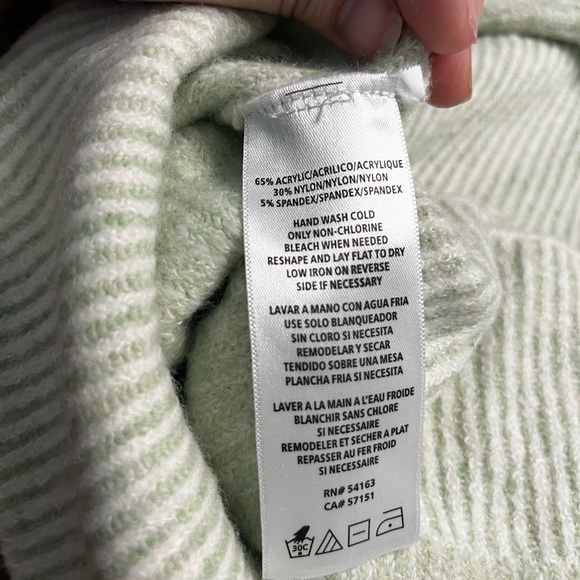 65% ACRYLIC/ACRILICO/ACRYLIQUE
30% NYLON/NYLON/NYLON
5% SPANDEX/SPANDEX/SPANDEX
HAND WASH COLD
ONLY NON-CHLORINE
BLEACH WHEN NEEDED
RESHAPE AND LAY FLAT TO DRY
LOW IRON ON REVERSE
SIDE IF NECESSARY
LAVAR A MANO CON AGUA FRIA
USE SOLO BLANQUEADOR
SIN CLORO SI NECESITA
REMODELAR Y SECAR
TENDIDO SOBRE UNA MESA
PLANCHA FRIA SI NECESITA
LAVER A LA MAIN A L'EAU FROIDE
BLANCHIR SANS CHLORE
SI NECESSAIRE
REMODELER ET SECHER A PLAT
REPASSER AU FER FROID
SI NECESSAIRE
RN# 54163
CA# 57151
30C